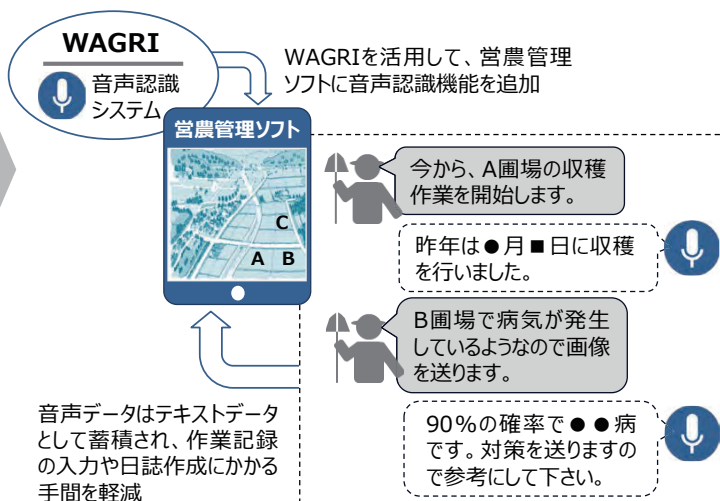 WAGRI
音声認識
システム
WAGRIを活用して、営農管理
ソフトに音声認識機能を追加
営農管理ソフト
C
A B
今から、A圃場の収穫
作業を開始します。
昨年は●月■日に収穫
を行いました。
B圃場で病気が発生
しているようなので画像
を送ります。
90%の確率で●●病
です。対策を送りますの
で参考にして下さい。
音声データはテキストデータ
として蓄積され、作業記録
の入力や日誌作成にかかる
手間を軽減